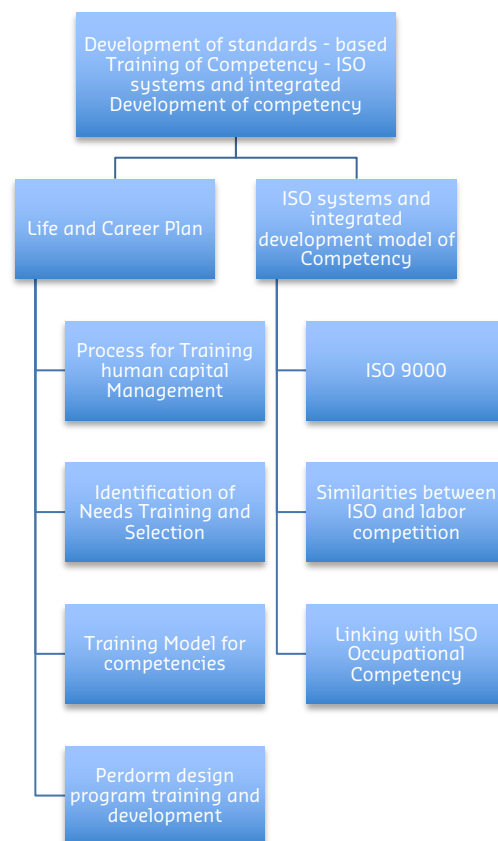 Development of standards - based
Training of Competency - ISO
systems and integrated
Development of competency
Life and Career Plan
ISO systems and
integrated
development model of
Competency
Process for Training
human capital
Management
ISO 9000
Identification of
Needs Training and
Selection
Similarities between
ISO and labor
competition
Training Model for
competencies
Linking with ISO
Occupational
Competency
Perdorm design
program training and
development